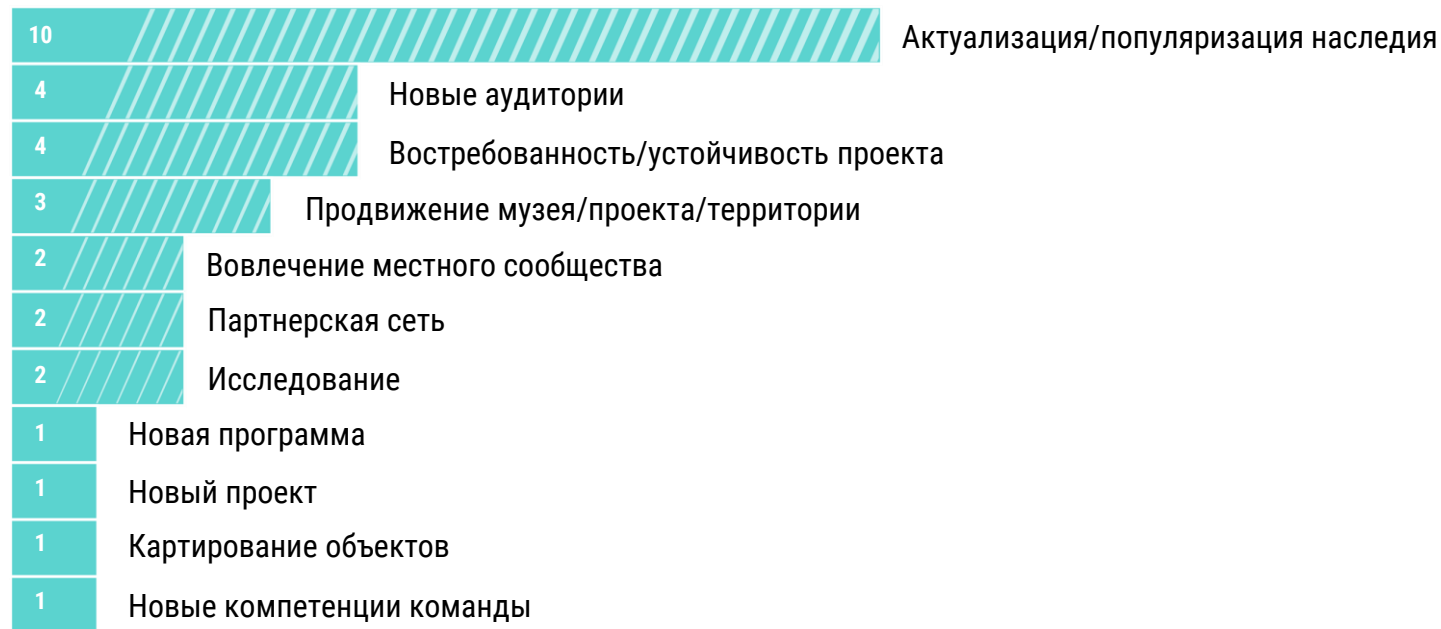 10 Актуализация/популяризация наследия
4 Новые аудитории
4 Востребованность/устойчивость проекта
3 Продвижение музея/проекта/территории
2 Вовлечение местного сообщества
2 Партнерская сеть
2 Исследование
1 Новая программа
1 Новый проект
1 Картирование объектов
1 Новые компетенции команды